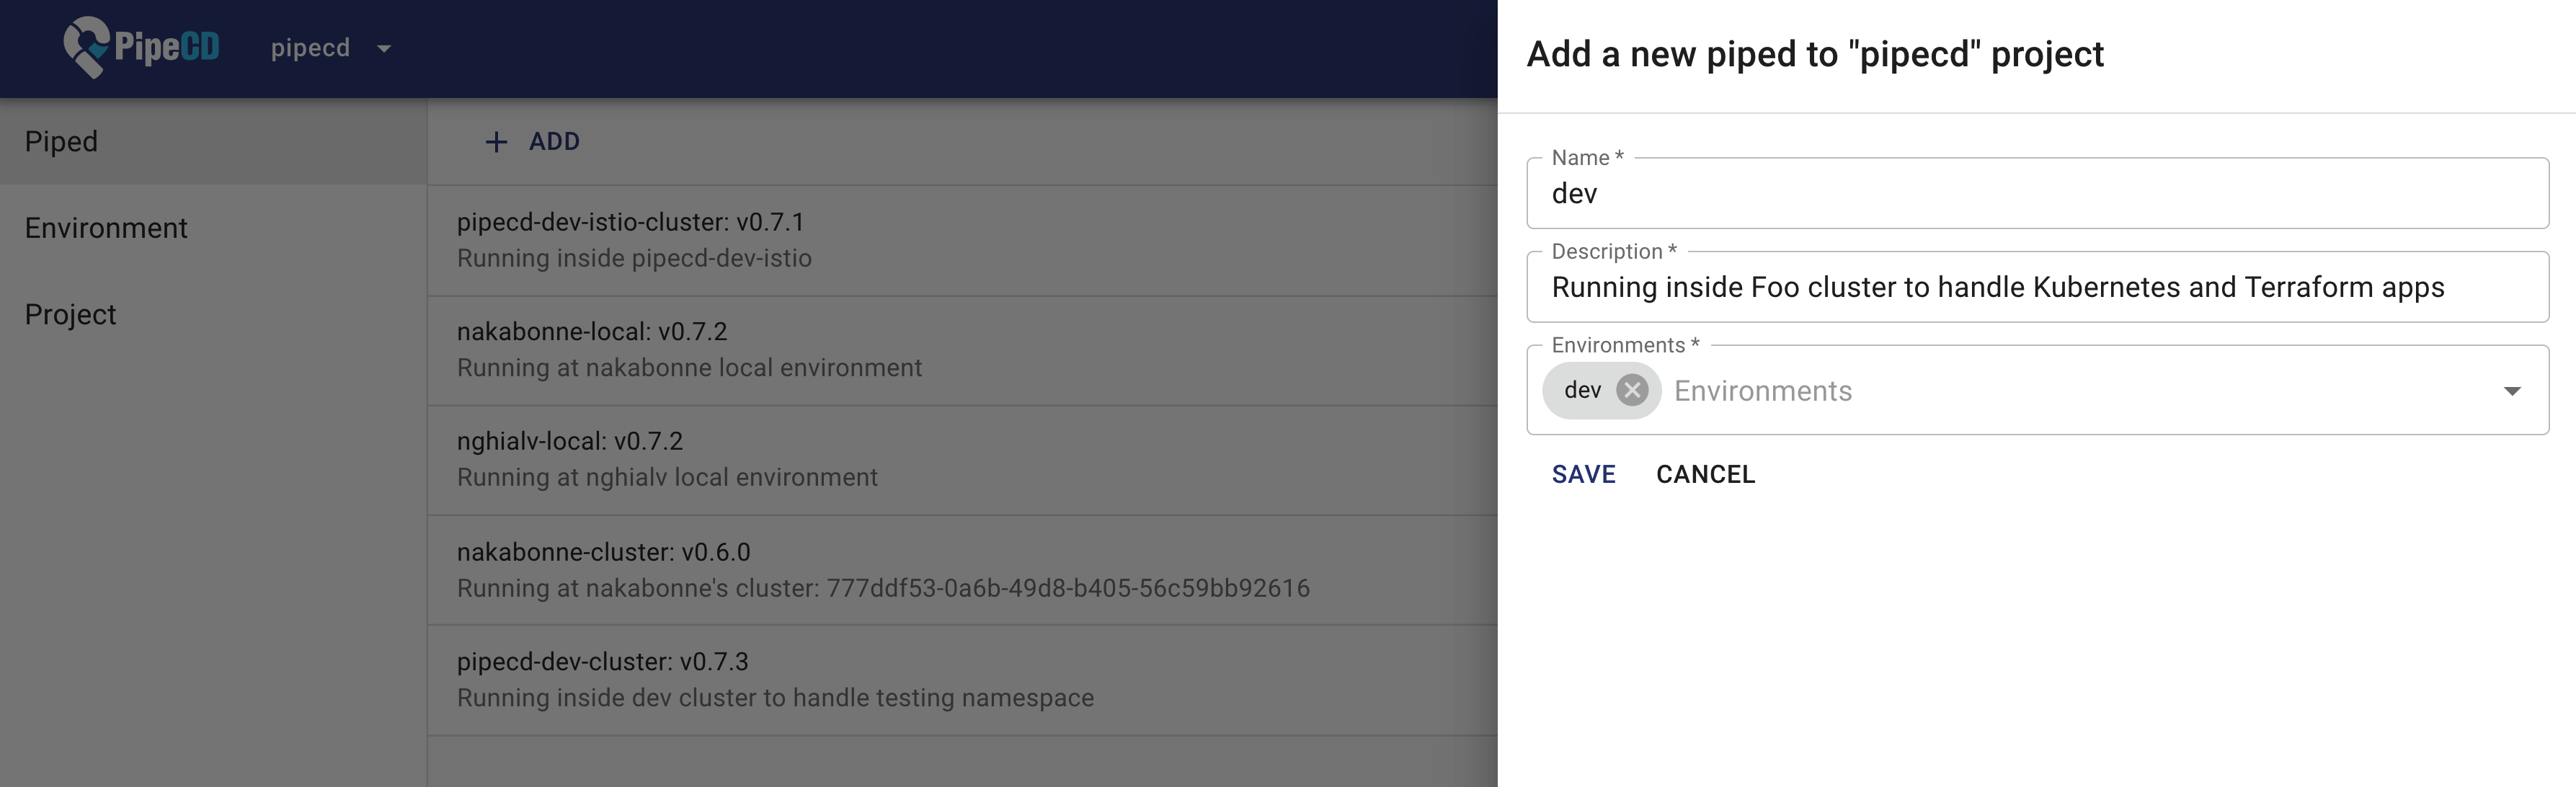 PipeCD
pipecd
Piped
Environment
Project
ADD
pipecd-dev-istio-cluster: v0.7.1
Running inside pipecd-dev-istio
nakabonne-local: v0.7.2
Running at nakabonne local environment
nghialv-local: v0.7.2
Running at nghialv local environment
nakabonne-cluster: v0.6.0
Running at nakabonne's cluster: 777ddf53-0a6b-49d8-b405-56c59bb92616
pipecd-dev-cluster: v0.7.3
Running inside dev cluster to handle testing namespace
Add a new piped to "pipecd" project
Name *
dev
Description *
Running inside Foo cluster to handle Kubernetes and Terraform apps
Environments *
dev Environments
SAVE CANCEL